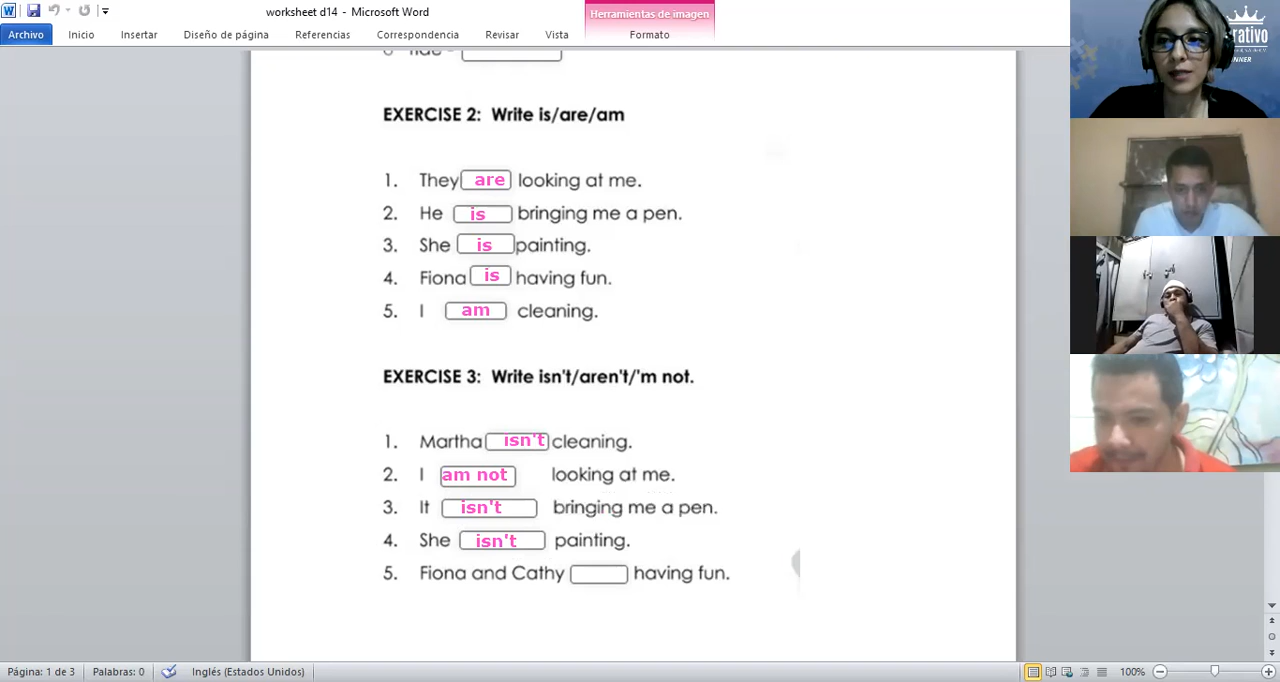 worksheet d14 - Microsoft Word
Herramientas de imagen
Archivo Inicio Insertar Diseño de página Referencias Correspondencia Revisar Vista Formato
EXERCISE 2: Write is/are/am
1. They are looking at me.
2. He is bringing me a pen.
3. She is painting.
4. Fiona is having fun.
5. I am cleaning.
EXERCISE 3: Write isn't/aren't/'m not.
1. Martha isn't cleaning.
2. I am not looking at me.
3. It isn't bringing me a pen.
4. She isn't painting.
5. Fiona and Cathy having fun.
Página: 1 de 3 Palabras: 0 Inglés (Estados Unidos) 100%